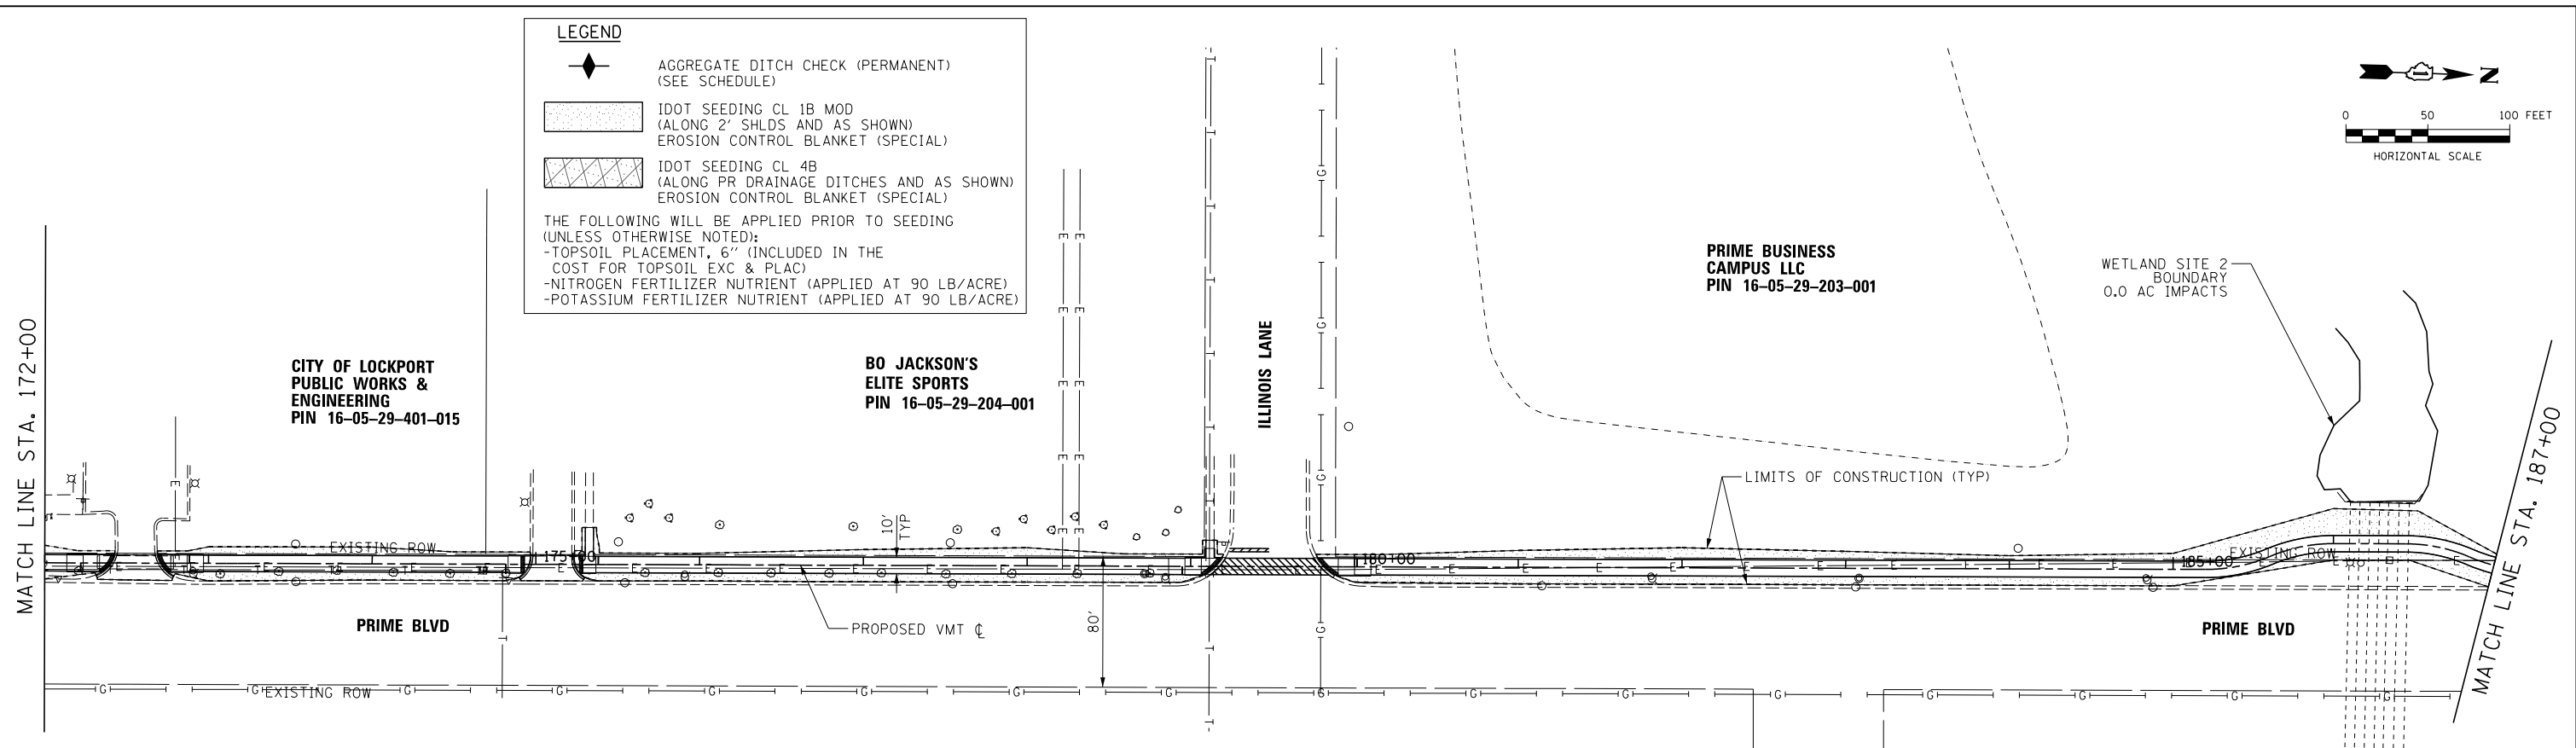 LEGEND
AGGREGATE DITCH CHECK (PERMANENT)
(SEE SCHEDULE)
IDOT SEEDING CL 1B MOD
(ALONG 2' SHLDS AND AS SHOWN)
EROSION CONTROL BLANKET (SPECIAL)
IDOT SEEDING CL 4B
(ALONG PR DRAINAGE DITCHES AND AS SHOWN)
EROSION CONTROL BLANKET (SPECIAL)
THE FOLLOWING WILL BE APPLIED PRIOR TO SEEDING
(UNLESS OTHERWISE NOTED):
-TOPSOIL PLACEMENT, 6" (INCLUDED IN THE
COST FOR TOPSOIL EXC & PLAC)
-NITROGEN FERTILIZER NUTRIENT (APPLIED AT 90 LB/ACRE)
-POTASSIUM FERTILIZER NUTRIENT (APPLIED AT 90 LB/ACRE)
N
0 50 100 FEET
HORIZONTAL SCALE
MATCH LINE STA. 172+00
CITY OF LOCKPORT
PUBLIC WORKS &
ENGINEERING
PIN 16-05-29-401-015
BO JACKSON'S
ELITE SPORTS
PIN 16-05-29-204-001
ILLINOIS LANE
PRIME BUSINESS
CAMPUS LLC
PIN 16-05-29-203-001
WETLAND SITE 2
BOUNDARY
0.0 AC IMPACTS
LIMITS OF CONSTRUCTION (TYP)
MATCH LINE STA. 187+00
EXISTING ROW
175+00
10'
TYP
180+00
185+00
EXISTING ROW
PRIME BLVD
PROPOSED VMT ℄
80'
PRIME BLVD
EXISTING ROW